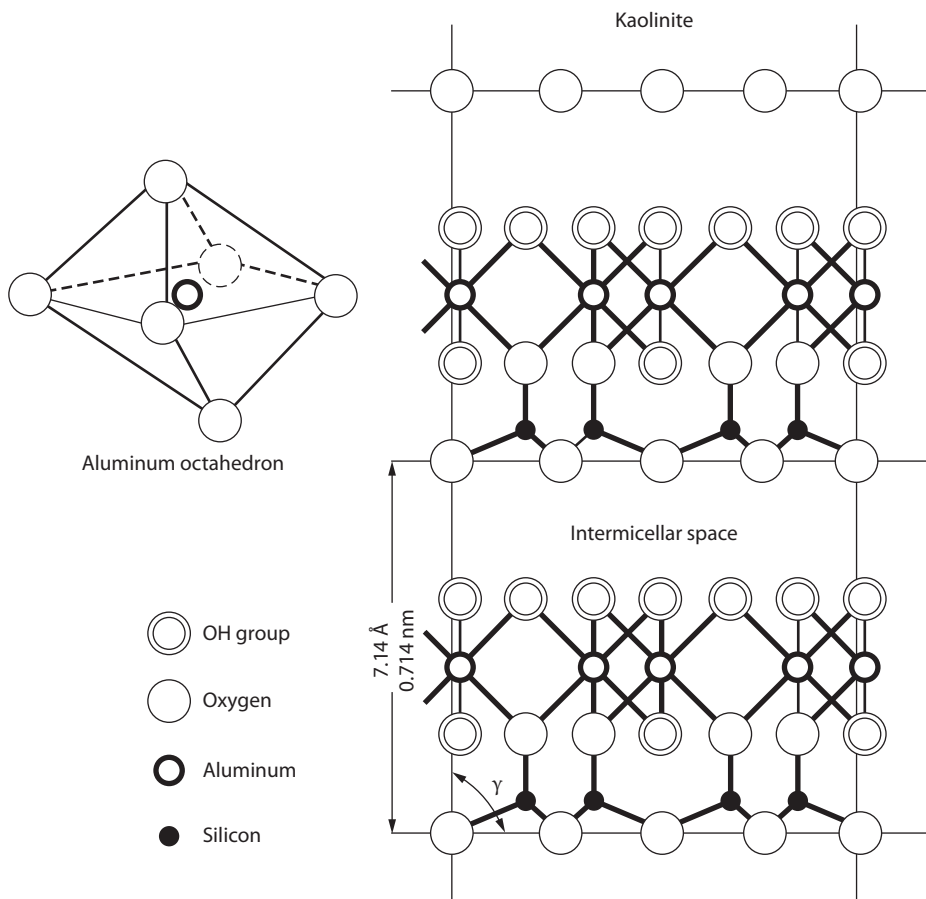 Kaolinite
Aluminum octahedron
Intermicellar space
7.14 Å
0.714 nm
γ
OH group
Oxygen
Aluminum
Silicon